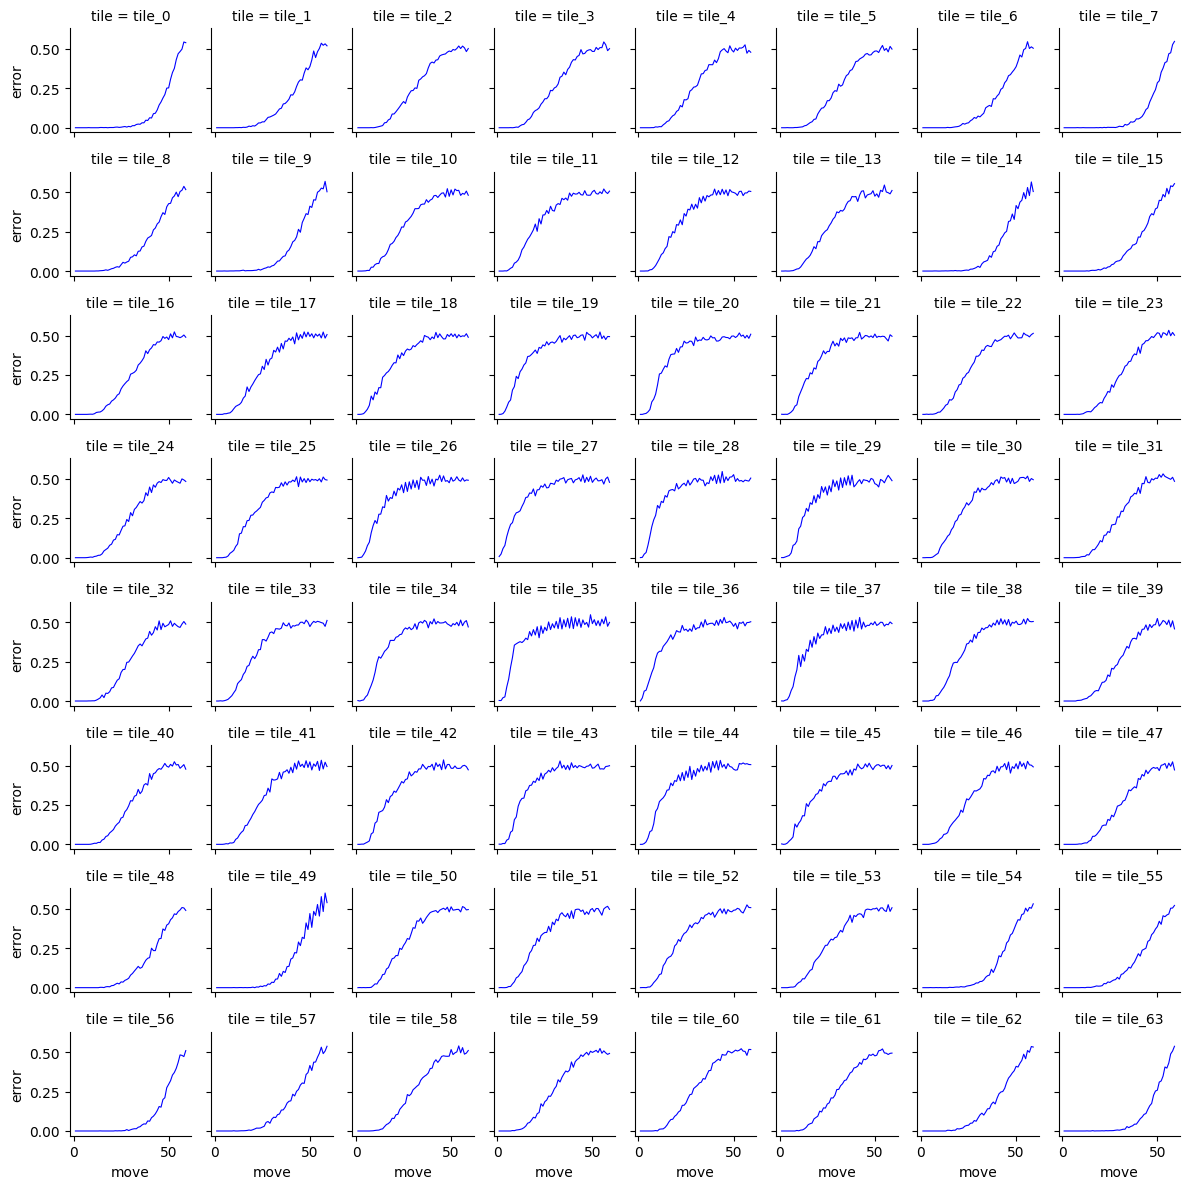 tile = tile_0 tile = tile_1 tile = tile_2 tile = tile_3 tile = tile_4 tile = tile_5 tile = tile_6 tile = tile_7
0.50
0.25
0.00
error
tile = tile_8 tile = tile_9 tile = tile_10 tile = tile_11 tile = tile_12 tile = tile_13 tile = tile_14 tile = tile_15
0.50
0.25
0.00
error
tile = tile_16 tile = tile_17 tile = tile_18 tile = tile_19 tile = tile_20 tile = tile_21 tile = tile_22 tile = tile_23
0.50
0.25
0.00
error
tile = tile_24 tile = tile_25 tile = tile_26 tile = tile_27 tile = tile_28 tile = tile_29 tile = tile_30 tile = tile_31
0.50
0.25
0.00
error
tile = tile_32 tile = tile_33 tile = tile_34 tile = tile_35 tile = tile_36 tile = tile_37 tile = tile_38 tile = tile_39
0.50
0.25
0.00
error
tile = tile_40 tile = tile_41 tile = tile_42 tile = tile_43 tile = tile_44 tile = tile_45 tile = tile_46 tile = tile_47
0.50
0.25
0.00
error
tile = tile_48 tile = tile_49 tile = tile_50 tile = tile_51 tile = tile_52 tile = tile_53 tile = tile_54 tile = tile_55
0.50
0.25
0.00
error
tile = tile_56 tile = tile_57 tile = tile_58 tile = tile_59 tile = tile_60 tile = tile_61 tile = tile_62 tile = tile_63
0.50
0.25
0.00
error
0 50 0 50 0 50 0 50 0 50 0 50 0 50 0 50
move move move move move move move move